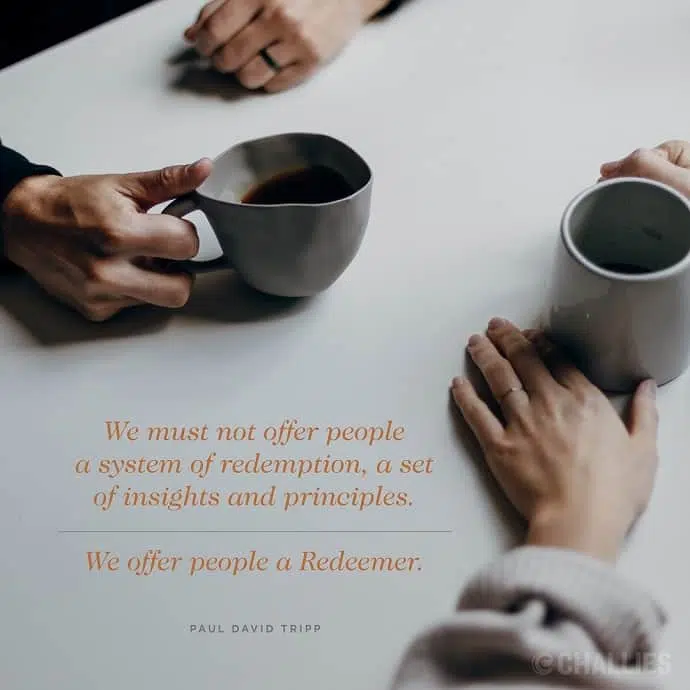 We must not offer people
a system of redemption, a set
of insights and principles.
We offer people a Redeemer.
PAUL DAVID TRIPP
©CHALLIES